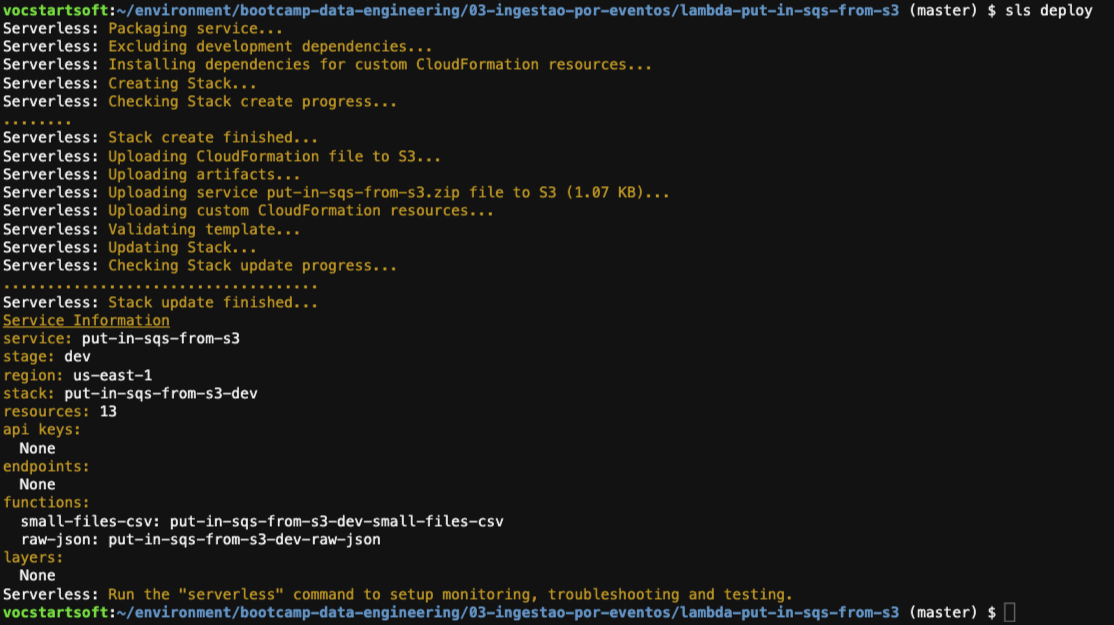 vocstartsoft:~/environment/bootcamp-data-engineering/03-ingestao-por-eventos/lambda-put-in-sqs-from-s3 (master) $ sls deploy
Serverless: Packaging service...
Serverless: Excluding development dependencies...
Serverless: Installing dependencies for custom CloudFormation resources...
Serverless: Creating Stack...
Serverless: Checking Stack create progress...
........
Serverless: Stack create finished...
Serverless: Uploading CloudFormation file to S3...
Serverless: Uploading artifacts...
Serverless: Uploading service put-in-sqs-from-s3.zip file to S3 (1.07 KB)...
Serverless: Uploading custom CloudFormation resources...
Serverless: Validating template...
Serverless: Updating Stack...
Serverless: Checking Stack update progress...
....................................
Serverless: Stack update finished...
Service Information
service: put-in-sqs-from-s3
stage: dev
region: us-east-1
stack: put-in-sqs-from-s3-dev
resources: 13
api keys:
  None
endpoints:
  None
functions:
  small-files-csv: put-in-sqs-from-s3-dev-small-files-csv
  raw-json: put-in-sqs-from-s3-dev-raw-json
layers:
  None
Serverless: Run the "serverless" command to setup monitoring, troubleshooting and testing.
vocstartsoft:~/environment/bootcamp-data-engineering/03-ingestao-por-eventos/lambda-put-in-sqs-from-s3 (master) $